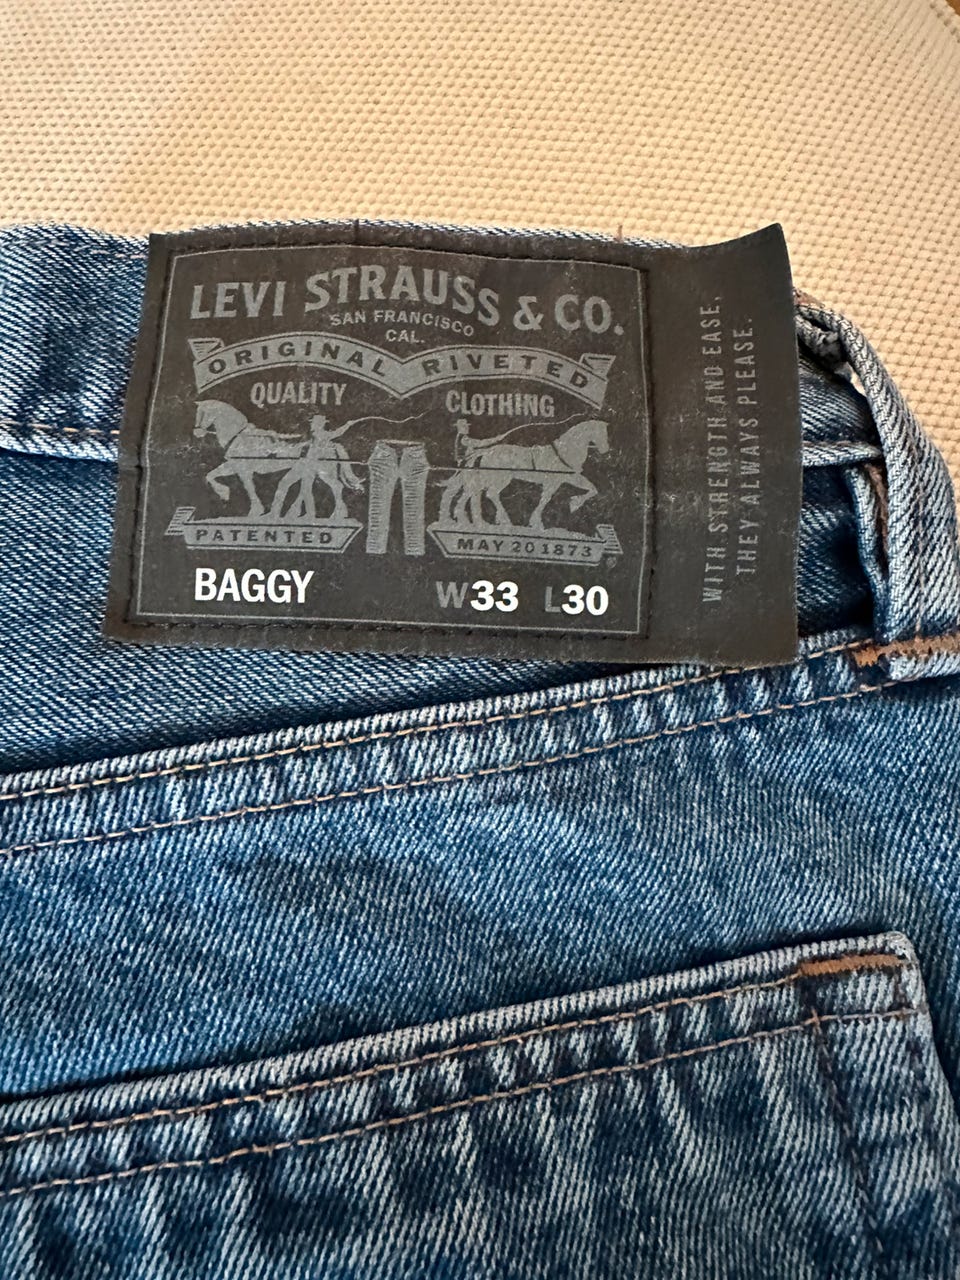 LEVI STRAUSS & CO.
SAN FRANCISCO
CAL.
ORIGINAL RIVETED
QUALITY CLOTHING
PATENTED MAY 20 1873
®
BAGGY W33 L30
WITH STRENGTH AND EASE,
THEY ALWAYS PLEASE.